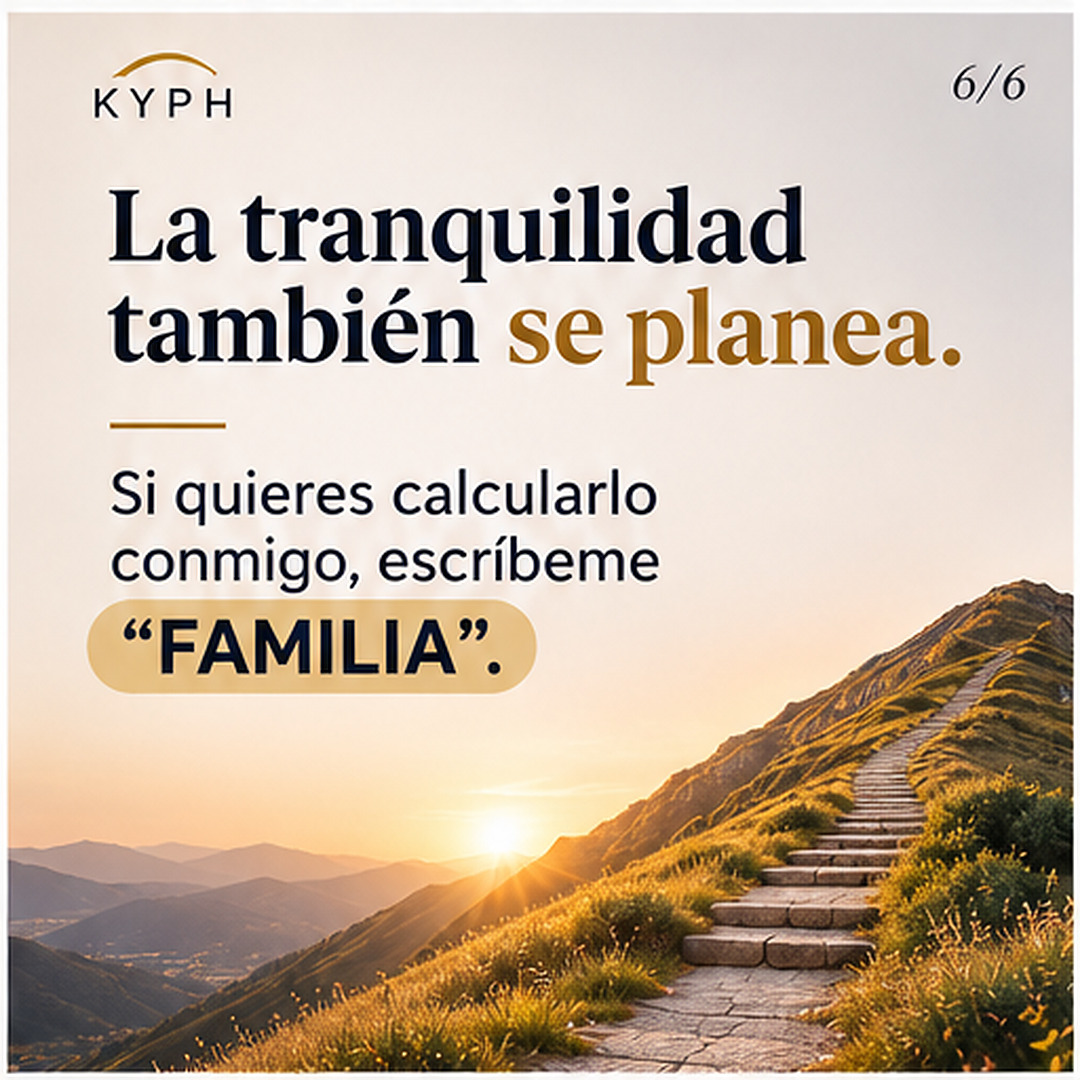 KYPH
6/6
La tranquilidad
también se planea.
Si quieres calcularlo
conmigo, escríbeme
“FAMILIA”.